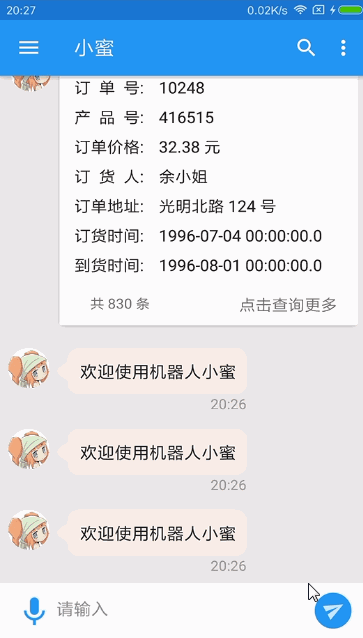 20:27 0.02K/s
小蜜
订 单 号: 10248
产 品 号: 416515
订单价格: 32.38 元
订 货 人: 余小姐
订单地址: 光明北路 124 号
订货时间: 1996-07-04 00:00:00.0
到货时间: 1996-08-01 00:00:00.0
共 830 条 点击查询更多
欢迎使用机器人小蜜
20:26
欢迎使用机器人小蜜
20:26
欢迎使用机器人小蜜
20:26
请输入